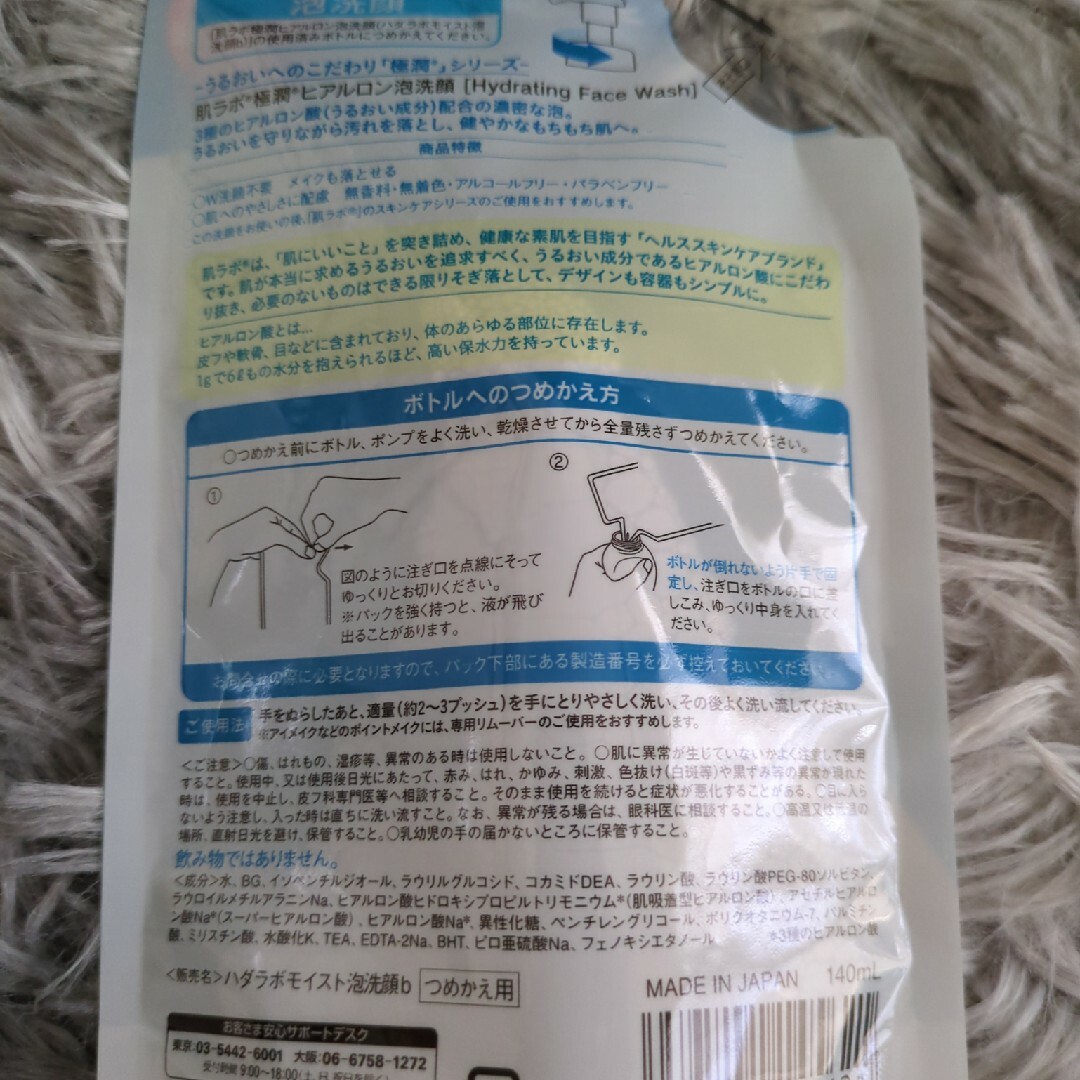 泡洗顔
「肌ラボ極潤ヒアルロン泡洗顔(ハダラボモイスト泡
洗顔b)」の使用済みボトルにつめかえてください。
-うるおいへのこだわり「極潤®」シリーズ-
肌ラボ®極潤®ヒアルロン泡洗顔 [Hydrating Face Wash]
3種のヒアルロン酸(うるおい成分)配合の濃密な泡。
うるおいを守りながら汚れを落とし、健やかなもちもち肌へ。
商品特徴
○W洗顔不要 メイクも落とせる
○肌へのやさしさに配慮 無香料・無着色・アルコールフリー・パラベンフリー
この洗顔をお使いの後、「肌ラボ®」のスキンケアシリーズのご使用をおすすめします。
肌ラボ®は、「肌にいいこと」を突き詰め、健康な素肌を目指す「ヘルススキンケアブランド」
です。肌が本当に求めるうるおいを追求すべく、うるおい成分であるヒアルロン酸にこだわ
り抜き、必要のないものはできる限りそぎ落として、デザインも容器もシンプルに。
ヒアルロン酸とは…
皮フや軟骨、目などに含まれており、体のあらゆる部位に存在します。
1gで6ℓもの水分を抱えられるほど、高い保水力を持っています。
ボトルへのつめかえ方
○つめかえ前にボトル、ポンプをよく洗い、乾燥させてから全量残さずつめかえてください。
①
②
図のように注ぎ口を点線にそって
ゆっくりとお切りください。
※パックを強く持つと、液が飛び
出ることがあります。
ボトルが倒れないよう片手で固
定し、注ぎ口をボトルの口に差
しこみ、ゆっくり中身を入れてく
ださい。
お問合せの際に必要となりますので、パック下部にある製造番号を必ず控えておいてください。
ご使用法 手をぬらしたあと、適量(約2〜3プッシュ)を手にとりやさしく洗い、その後よく洗い流してください。
※アイメイクなどのポイントメイクには、専用リムーバーのご使用をおすすめします。
<ご注意>○傷、はれもの、湿疹等、異常のある時は使用しないこと。○肌に異常が生じていないかよく注意して使用
すること。使用中、又は使用後日光にあたって、赤み、はれ、かゆみ、刺激、色抜け(白斑等)や黒ずみ等の異常が現れた
時は、使用を中止し、皮フ科専門医等へ相談すること。そのまま使用を続けると症状が悪化することがある。○目に入ら
ないよう注意し、入った時は直ちに洗い流すこと。なお、異常が残る場合は、眼科医に相談すること。○高温又は低温の
場所、直射日光を避け、保管すること。○乳幼児の手の届かないところに保管すること。
飲み物ではありません。
<成分>水、BG、イソペンチルジオール、ラウリルグルコシド、コカミドDEA、ラウリン酸、ラウリン酸PEG-80ソルビタン、
ラウロイルメチルアラニンNa、ヒアルロン酸ヒドロキシプロピルトリモニウム*(肌吸着型ヒアルロン酸)、アセチルヒアルロ
ン酸Na*(スーパーヒアルロン酸)、ヒアルロン酸Na*、異性化糖、ペンチレングリコール、ポリクオタニウム-7、パルミチン
酸、ミリスチン酸、水酸化K、TEA、EDTA-2Na、BHT、ピロ亜硫酸Na、フェノキシエタノール *3種のヒアルロン酸
<販売名>ハダラボモイスト泡洗顔b つめかえ用
MADE IN JAPAN 140mL
お客さま安心サポートデスク
東京:03-5442-6001 大阪:06-6758-1272
受付時間 9:00〜18:00(土、日、祝日を除く)